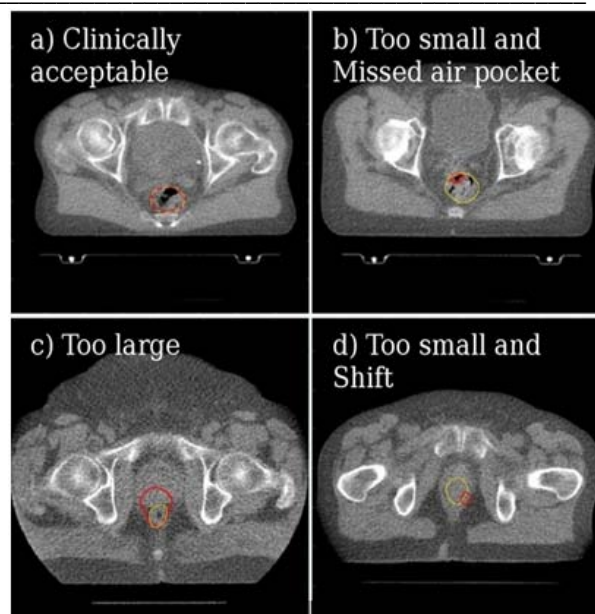 a) Clinically
acceptable
b) Too small and
Missed air pocket
c) Too large
d) Too small and
Shift